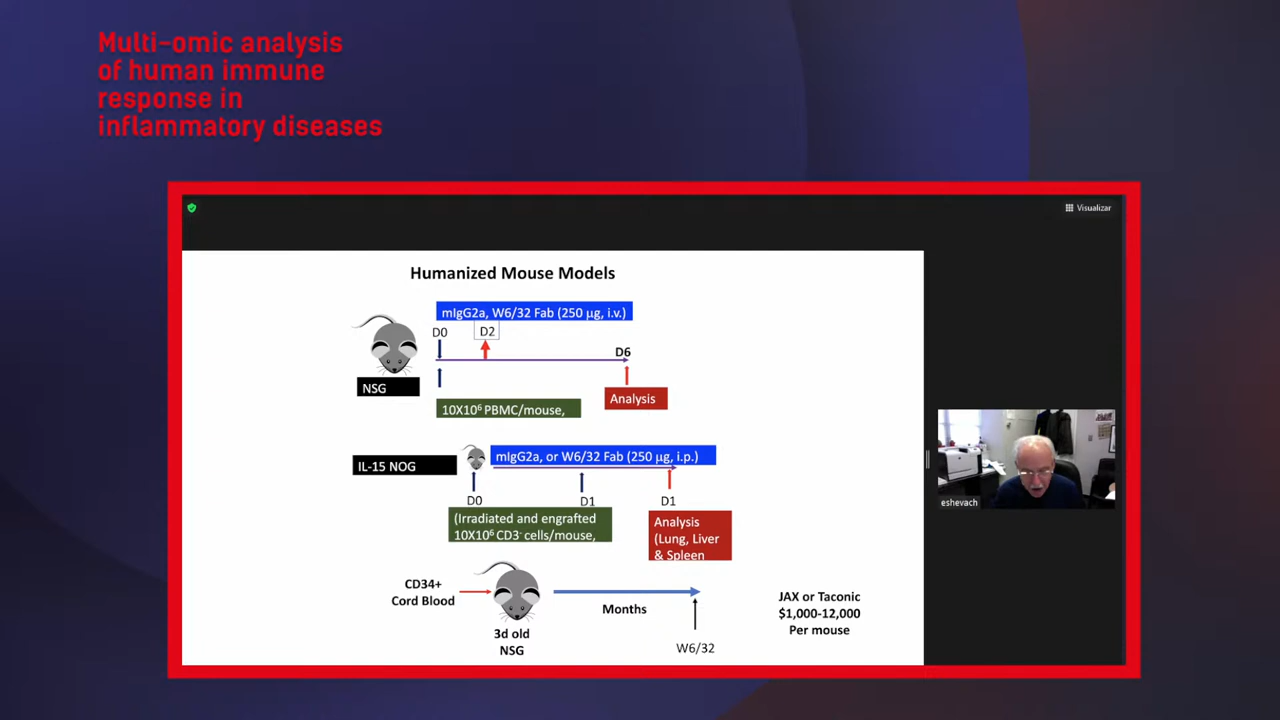 Multi-omic analysis
of human immune
response in
inflammatory diseases
Visualizar
Humanized Mouse Models
mIgG2a, W6/32 Fab (250 µg, i.v.)
D0
D2
D6
NSG
Analysis
10X10⁶ PBMC/mouse,
IL-15 NOG
mIgG2a, or W6/32 Fab (250 µg, i.p.)
D0
D1
D1
(Irradiated and engrafted
10X10⁶ CD3⁻ cells/mouse,
Analysis
(Lung, Liver
& Spleen
CD34+
Cord Blood
Months
3d old
NSG
W6/32
JAX or Taconic
$1,000-12,000
Per mouse
eshevach